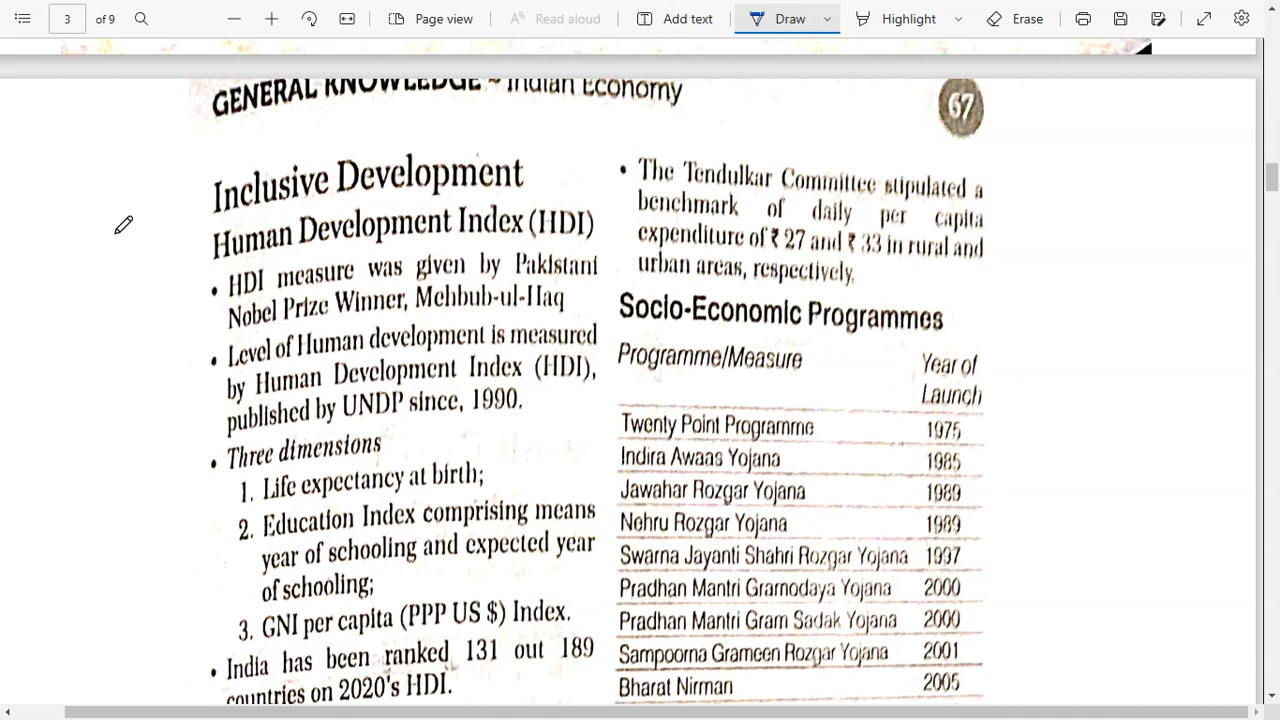 3
of 9
Page view
Read aloud
Add text
Draw
Highlight
Erase
GENERAL KNOWLEDGE ~ Indian Economy
67
Inclusive Development
Human Development Index (HDI)
• HDI measure was given by Pakistani
Nobel Prize Winner, Mehbub-ul-Haq
• Level of Human development is measured
by Human Development Index (HDI),
published by UNDP since, 1990.
• Three dimensions
1. Life expectancy at birth;
2. Education Index comprising means
year of schooling and expected year
of schooling;
3. GNI per capita (PPP US $) Index.
• India has been ranked 131 out 189
countries on 2020's HDI.
• The Tendulkar Committee stipulated a
benchmark of daily per capita
expenditure of ₹ 27 and ₹ 33 in rural and
urban areas, respectively.
Socio-Economic Programmes
Programme/Measure Year of
Launch
Twenty Point Programme 1975
Indira Awaas Yojana 1985
Jawahar Rozgar Yojana 1989
Nehru Rozgar Yojana 1989
Swarna Jayanti Shahri Rozgar Yojana 1997
Pradhan Mantri Gramodaya Yojana 2000
Pradhan Mantri Gram Sadak Yojana 2000
Sampoorna Grameen Rozgar Yojana 2001
Bharat Nirman 2005